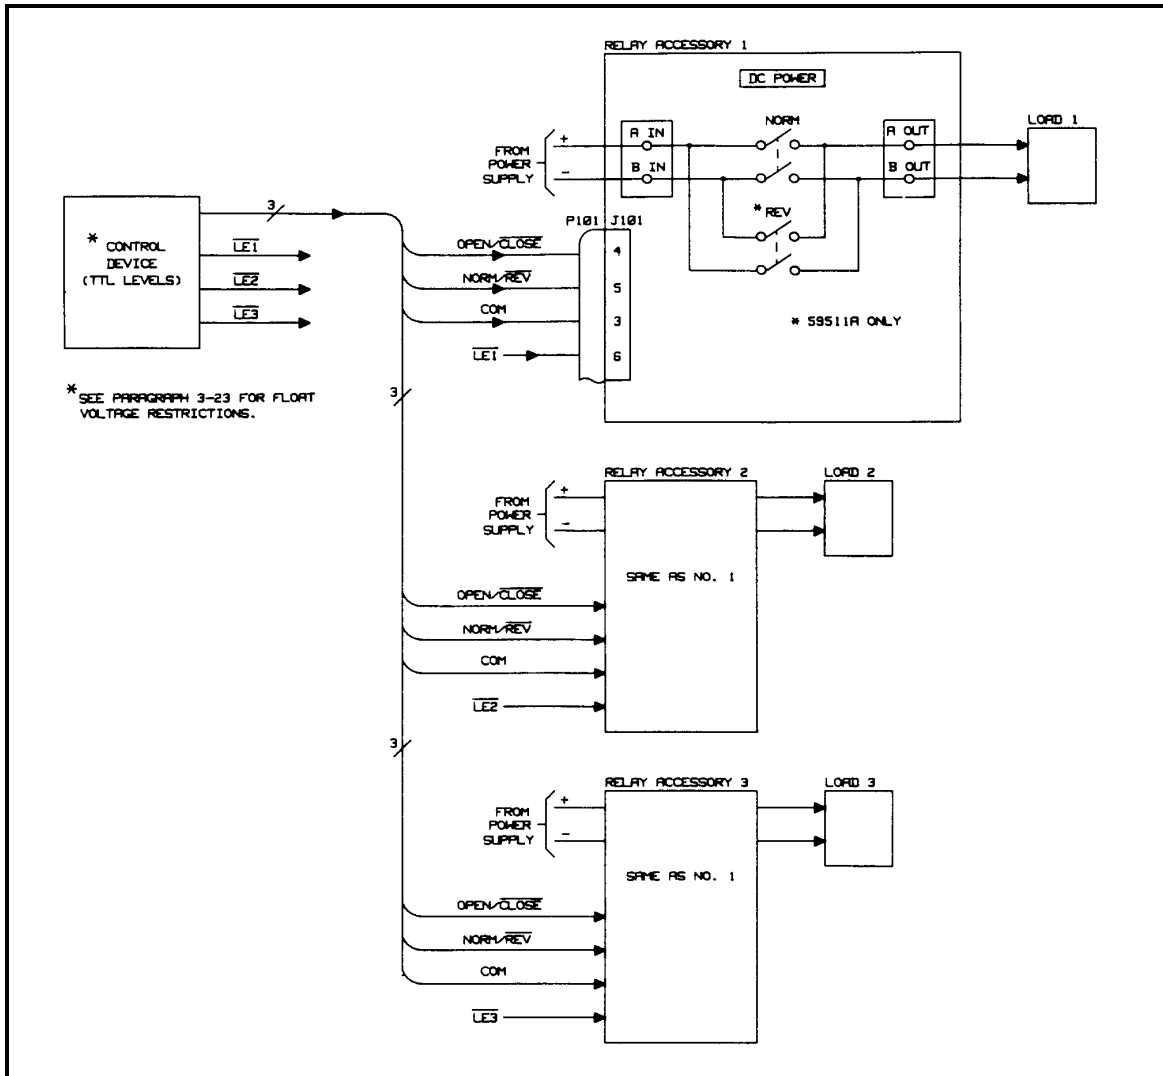 RELAY ACCESSORY 1
DC POWER
NORM
A IN
B IN
A OUT
B OUT
LOAD 1
+
-
FROM
POWER
SUPPLY
* REV
P101 J101
3
* CONTROL
DEVICE
(TTL LEVELS)
LE1
LE2
LE3
OPEN/CLOSE
4
NORM/REV
5
COM
3
LE1
6
* 59511A ONLY
* SEE PARAGRAPH 3-23 FOR FLOAT
VOLTAGE RESTRICTIONS.
3
RELAY ACCESSORY 2
LOAD 2
+
-
FROM
POWER
SUPPLY
SAME AS NO. 1
OPEN/CLOSE
NORM/REV
COM
LE2
3
RELAY ACCESSORY 3
LOAD 3
+
-
FROM
POWER
SUPPLY
SAME AS NO. 1
OPEN/CLOSE
NORM/REV
COM
LE3